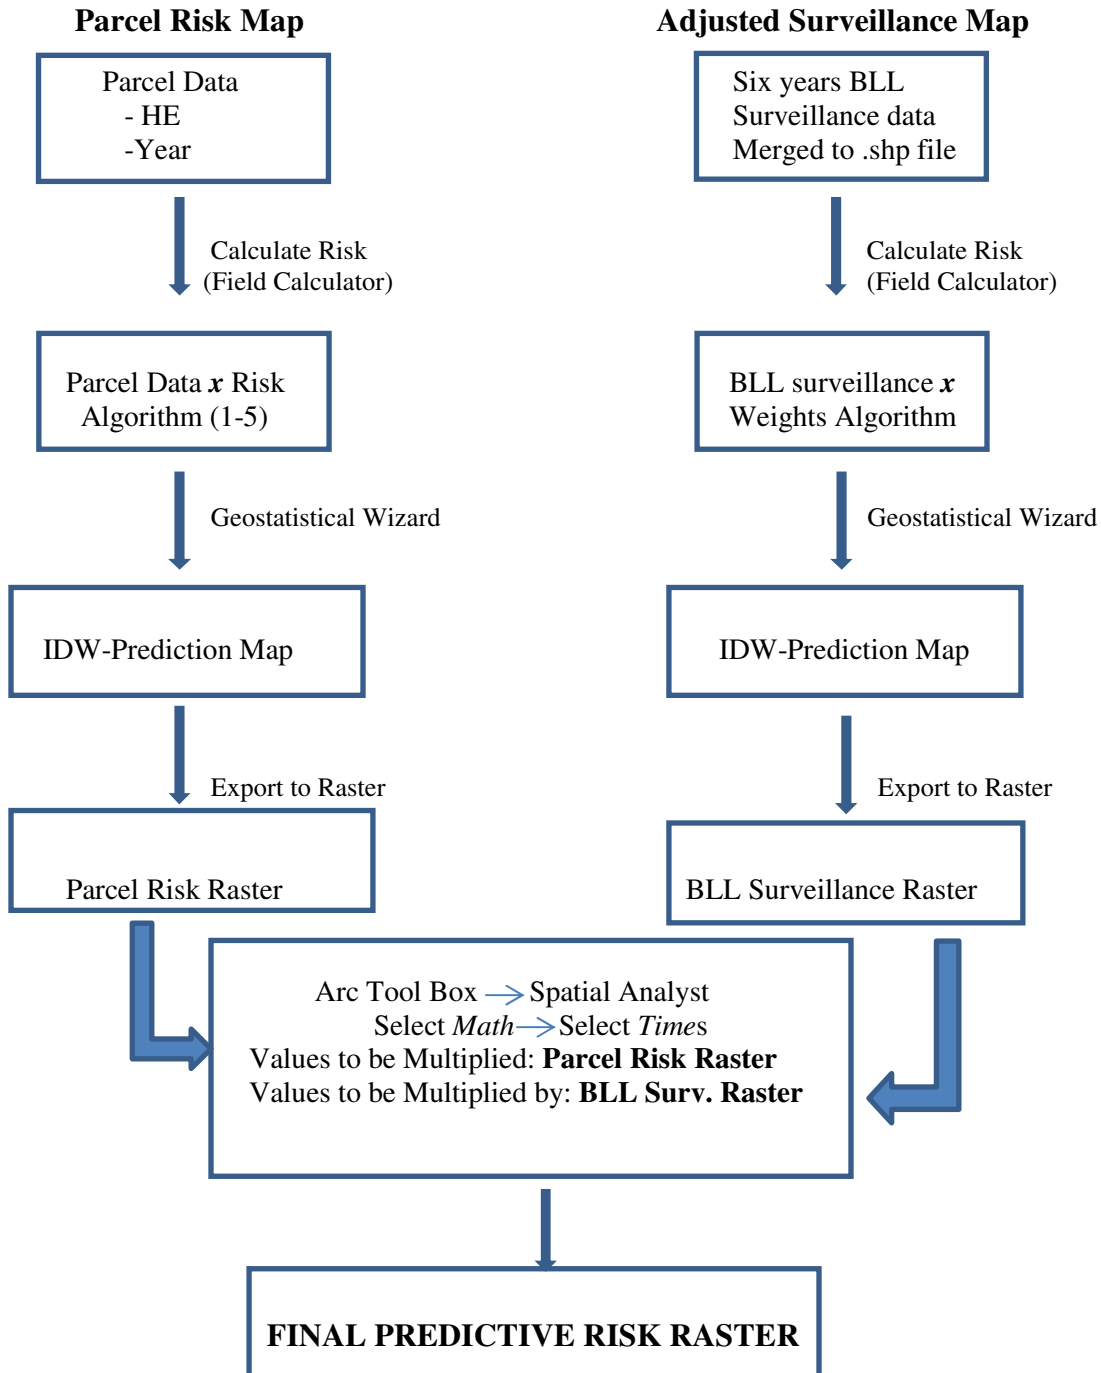 Parcel Risk Map
Adjusted Surveillance Map
Parcel Data
- HE
-Year
Six years BLL
Surveillance data
Merged to .shp file
Calculate Risk
(Field Calculator)
Calculate Risk
(Field Calculator)
Parcel Data x Risk
Algorithm (1-5)
BLL surveillance x
Weights Algorithm
Geostatistical Wizard
Geostatistical Wizard
IDW-Prediction Map
IDW-Prediction Map
Export to Raster
Export to Raster
Parcel Risk Raster
BLL Surveillance Raster
Arc Tool Box → Spatial Analyst
Select Math → Select Times
Values to be Multiplied: Parcel Risk Raster
Values to be Multiplied by: BLL Surv. Raster
FINAL PREDICTIVE RISK RASTER